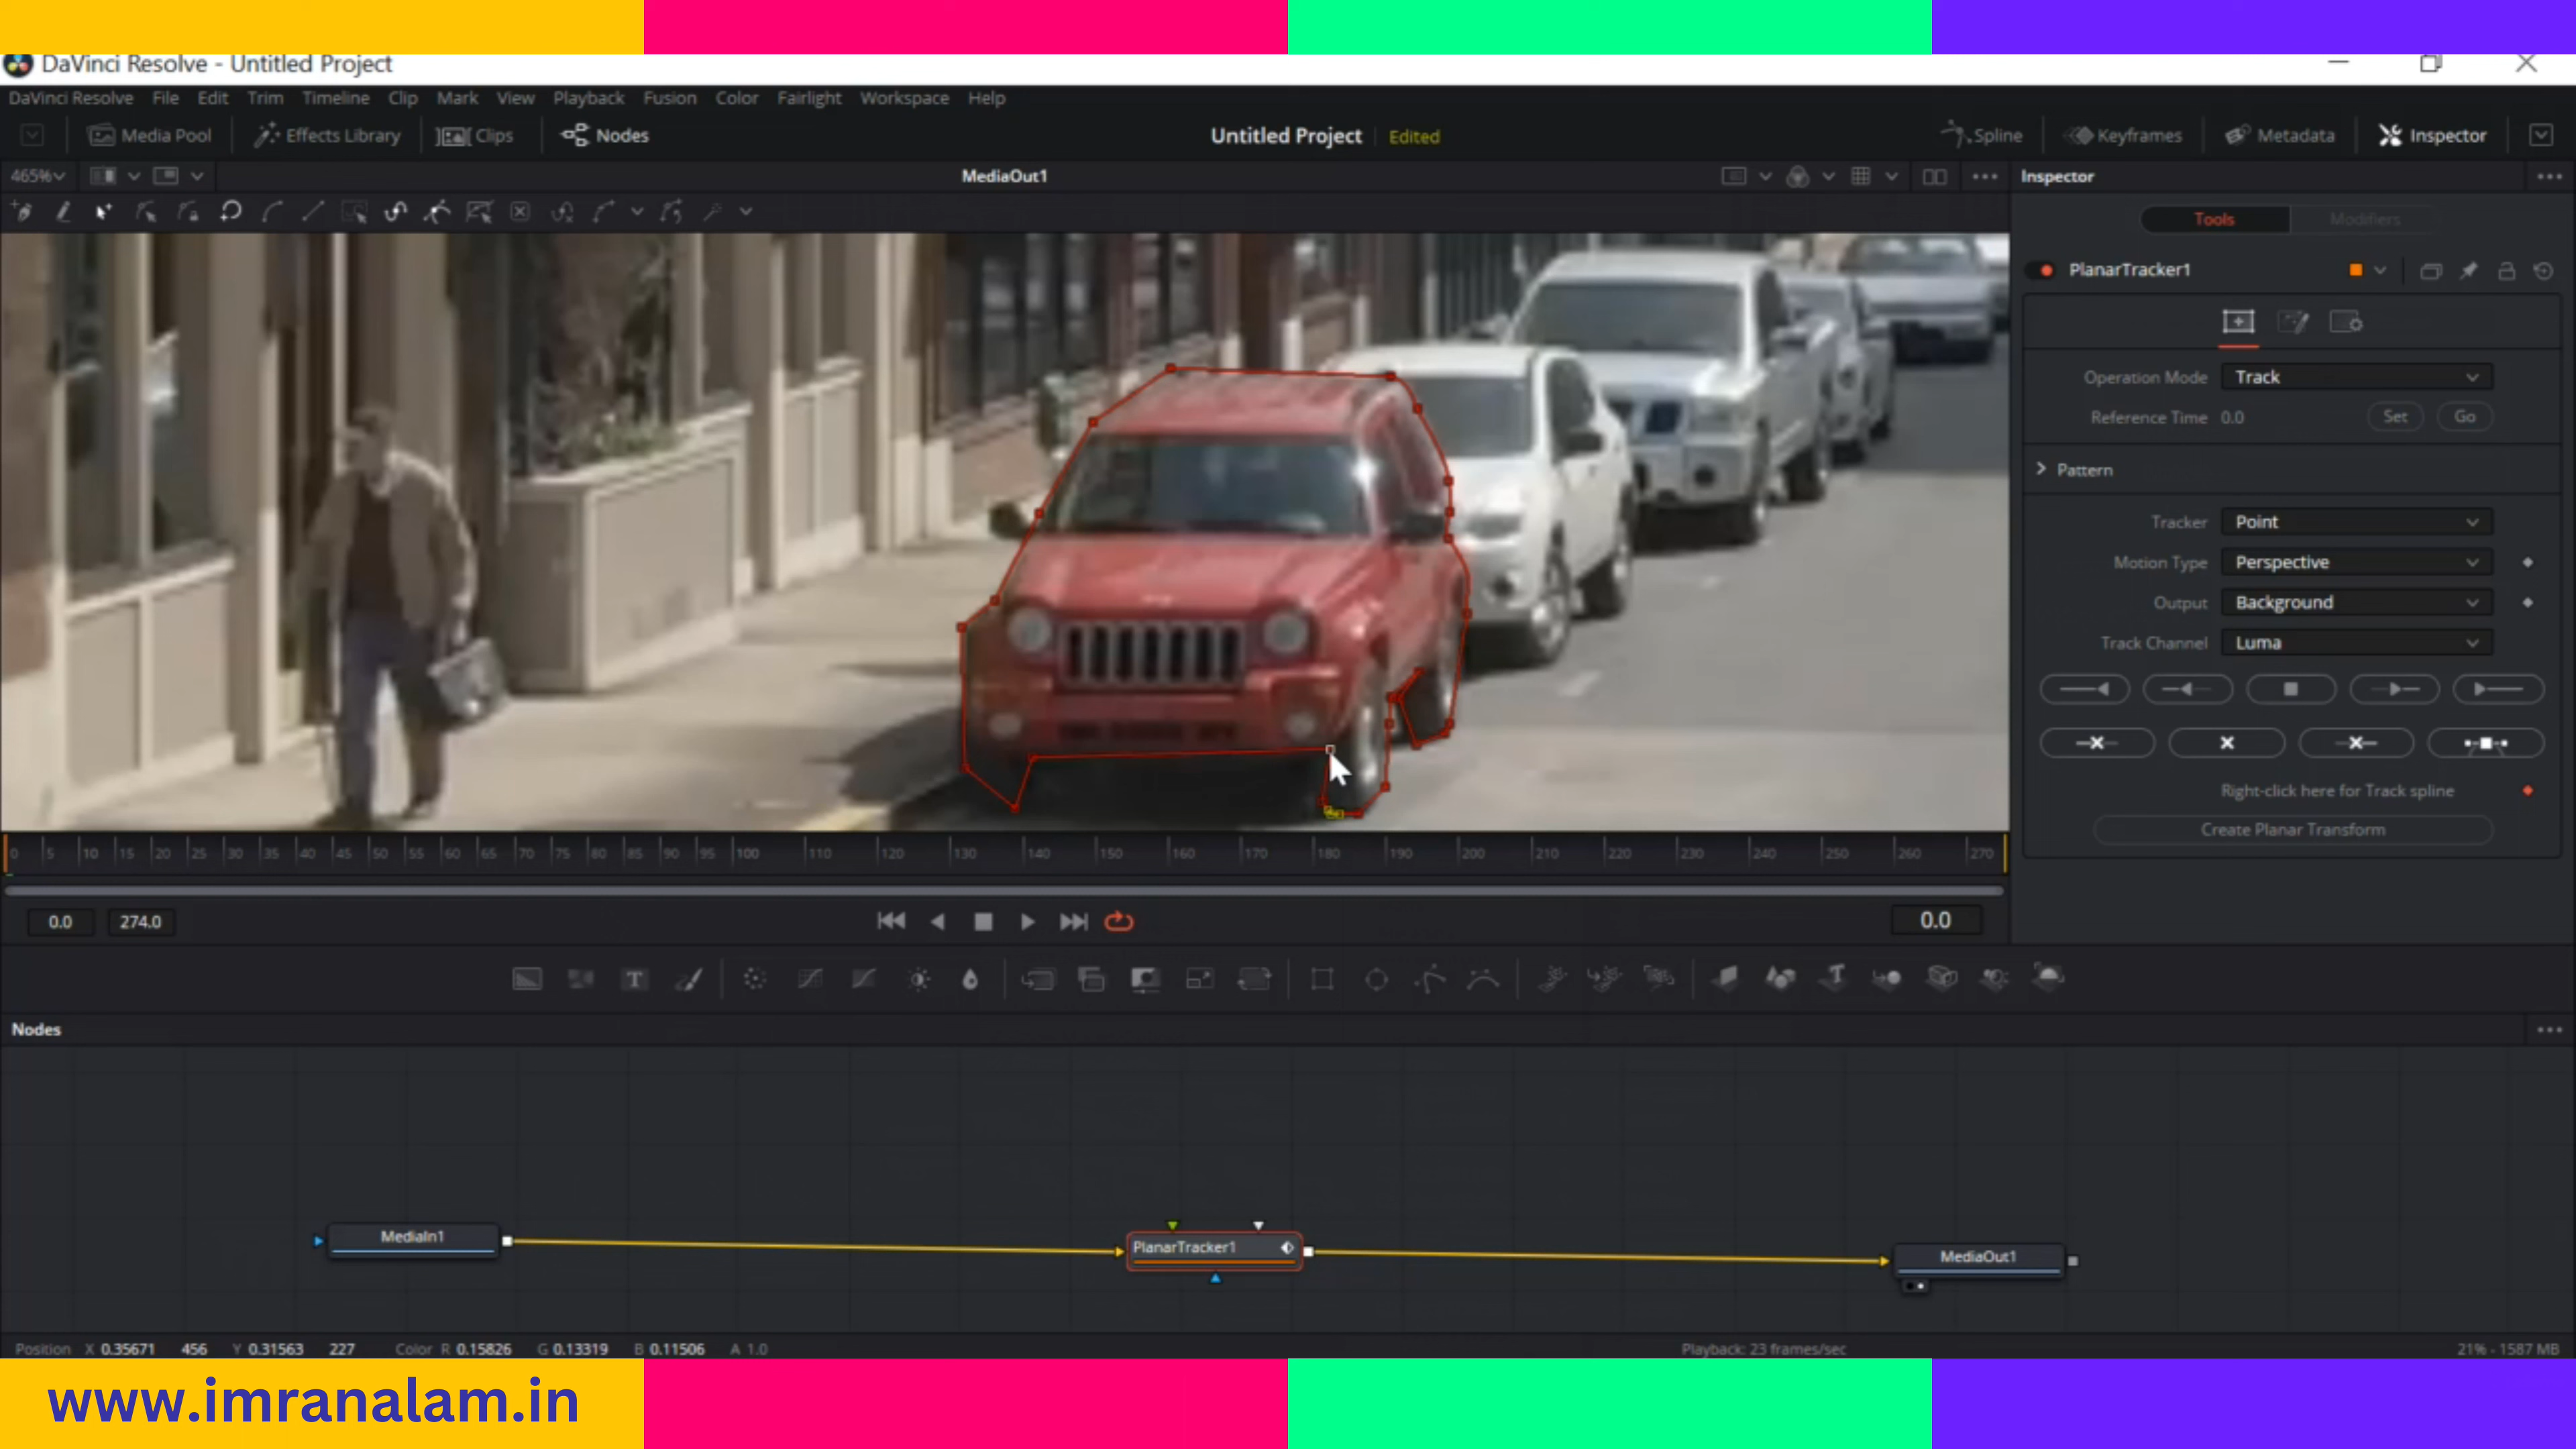 DaVinci Resolve - Untitled Project
DaVinci Resolve File Edit Trim Timeline Clip Mark View Playback Fusion Color Fairlight Workspace Help
Media Pool Effects Library Clips Nodes Untitled Project Edited Spline Keyframes Metadata Inspector
465% MediaOut1 Inspector
Tools Modifiers
PlanarTracker1
Operation Mode Track
Reference Time 0.0 Set Go
Pattern
Tracker Point
Motion Type Perspective
Output Background
Track Channel Luma
Right-click here for Track spline
Create Planar Transform
0 5 10 15 20 25 30 35 40 45 50 55 60 65 70 75 80 85 90 95 100 110 120 130 140 150 160 170 180 190 200 210 220 230 240 250 260 270
0.0 274.0 0.0
Nodes
MediaIn1 PlanarTracker1 MediaOut1
Position X 0.35671 456 Y 0.31563 227 Color R 0.15826 G 0.13319 B 0.11506 A 1.0 Playback: 23 frames/sec 21% - 1587 MB
www.imranalam.in